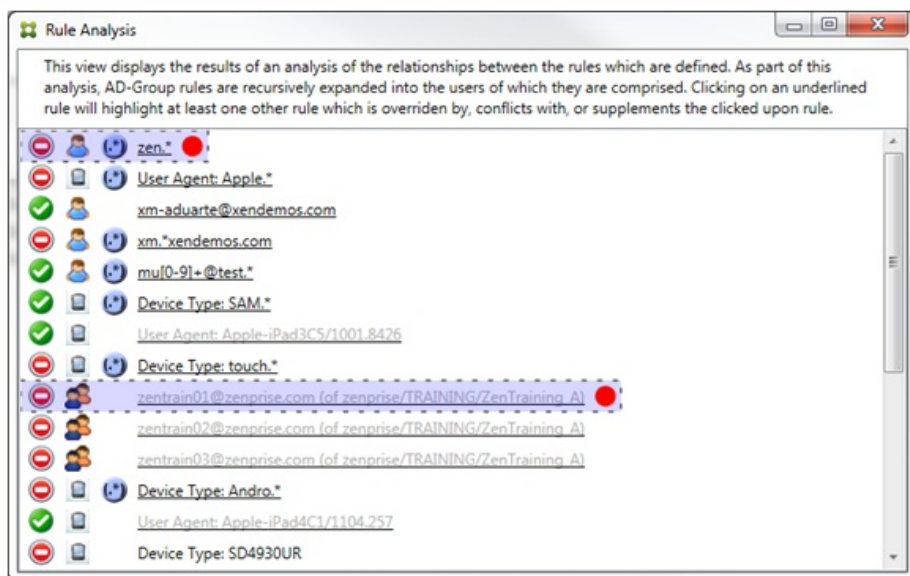 Rule Analysis
This view displays the results of an analysis of the relationships between the rules which are defined. As part of this
analysis, AD-Group rules are recursively expanded into the users of which they are comprised. Clicking on an underlined
rule will highlight at least one other rule which is overriden by, conflicts with, or supplements the clicked upon rule.
(.*) zen.*
(.*) User Agent: Apple.*
xm-aduarte@xendemos.com
(.*) xm.*xendemos.com
(.*) mu[0-9]+@test.*
(.*) Device Type: SAM.*
User Agent: Apple-iPad3C5/1001.8426
(.*) Device Type: touch.*
zentrain01@zenprise.com (of zenprise/TRAINING/ZenTraining_A)
zentrain02@zenprise.com (of zenprise/TRAINING/ZenTraining_A)
zentrain03@zenprise.com (of zenprise/TRAINING/ZenTraining_A)
(.*) Device Type: Andro.*
User Agent: Apple-iPad4C1/1104.257
Device Type: SD4930UR